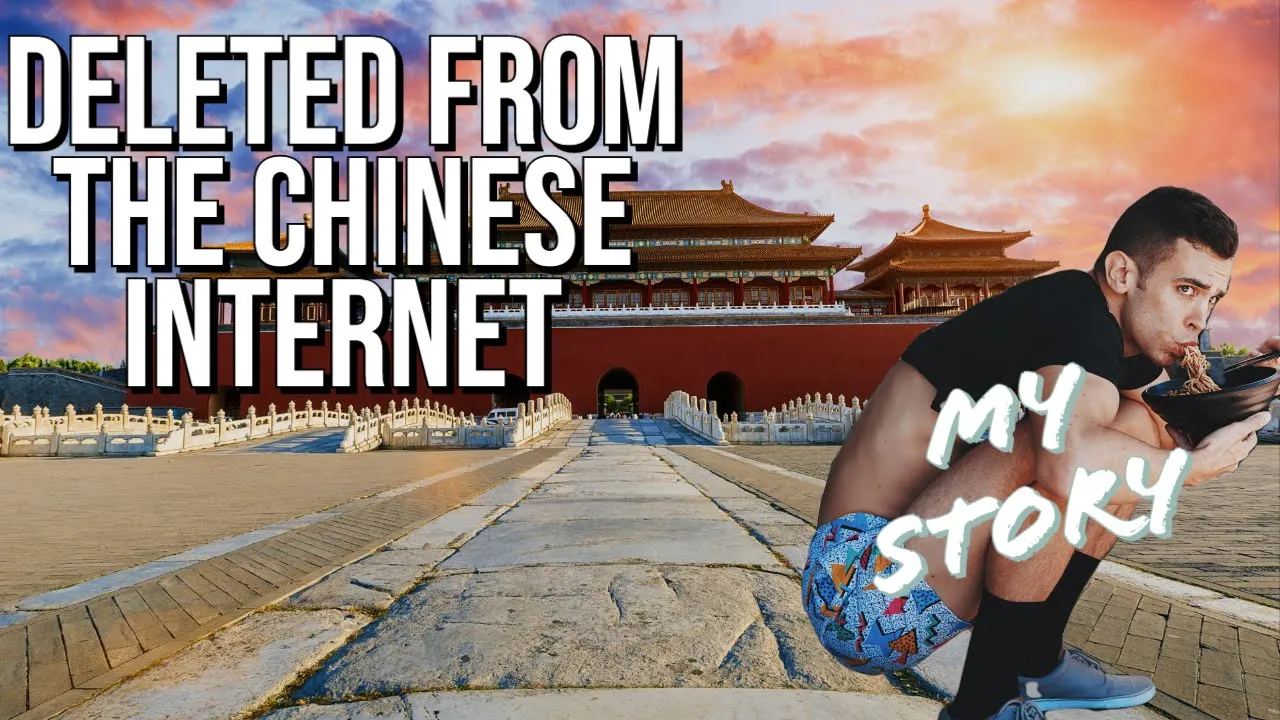 DELETED FROM
THE CHINESE
INTERNET
MY
STORY